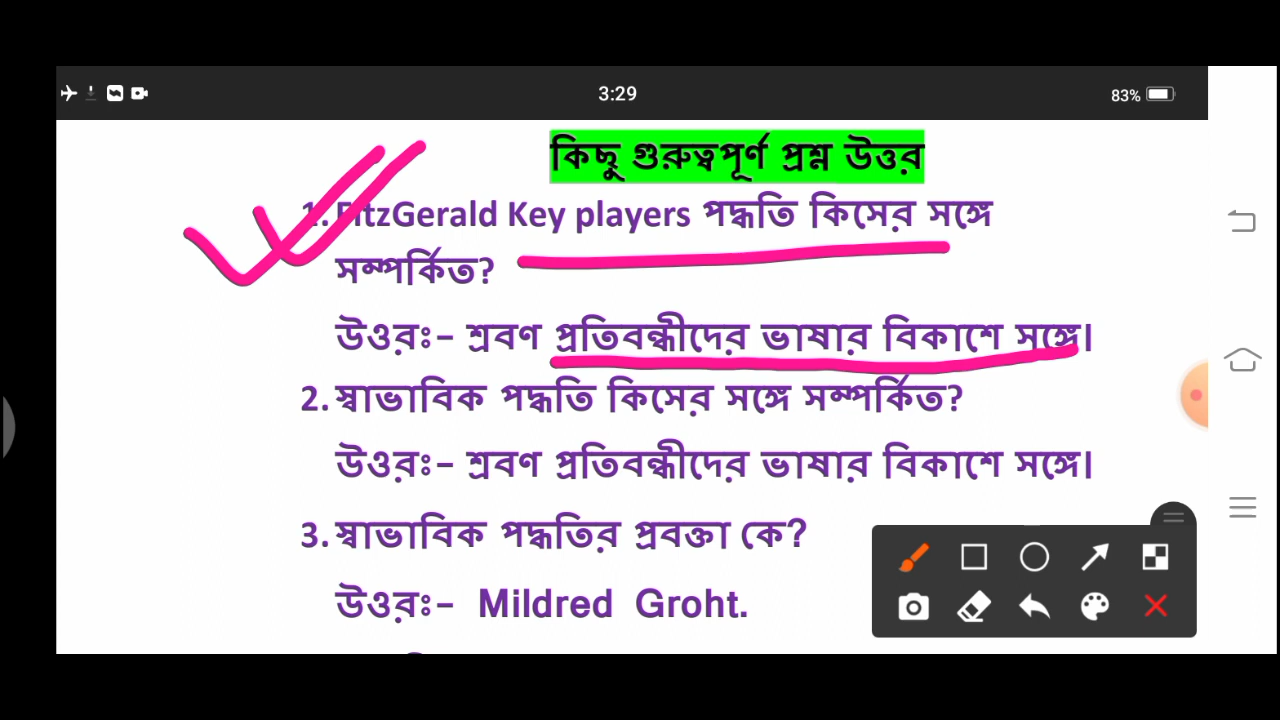 3:29
83%
কিছু গুরুত্বপূর্ণ প্রশ্ন উত্তর
1. FitzGerald Key players পদ্ধতি কিসের সঙ্গে
সম্পর্কিত?
উওরঃ- শ্রবণ প্রতিবন্ধীদের ভাষার বিকাশে সঙ্গে।
2. স্বাভাবিক পদ্ধতি কিসের সঙ্গে সম্পর্কিত?
উওরঃ- শ্রবণ প্রতিবন্ধীদের ভাষার বিকাশে সঙ্গে।
3. স্বাভাবিক পদ্ধতির প্রবক্তা কে?
উওরঃ- Mildred Groht.